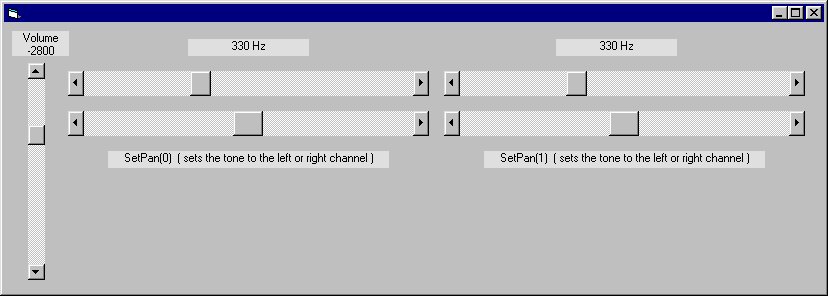 Volume
-2800
330 Hz
330 Hz
SetPan(0) ( sets the tone to the left or right channel )
SetPan(1) ( sets the tone to the left or right channel )